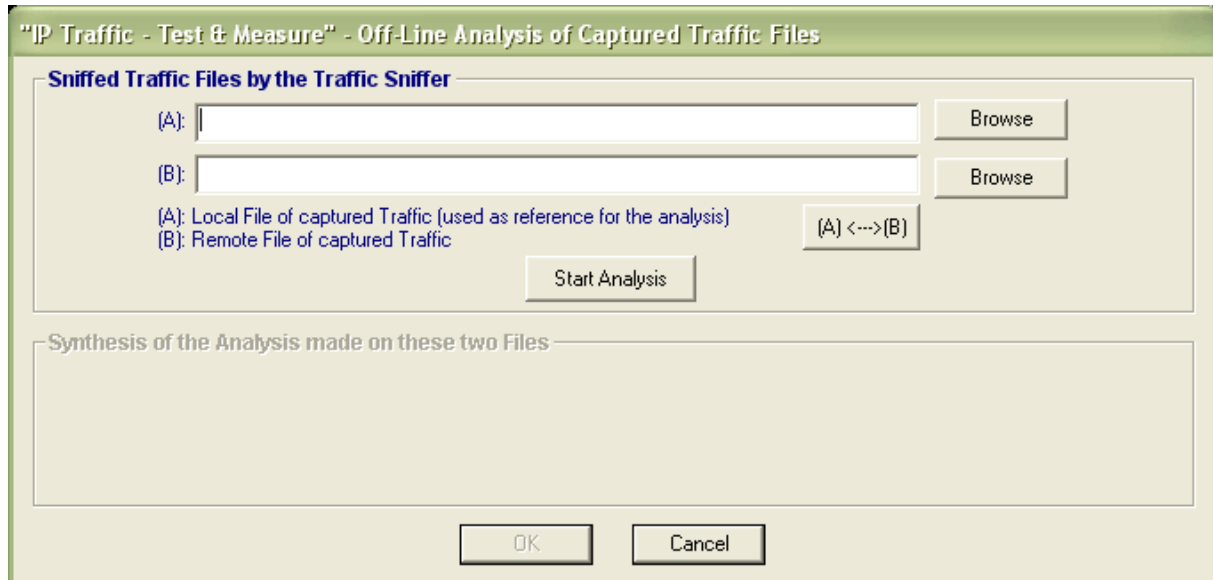 "IP Traffic - Test & Measure" - Off-Line Analysis of Captured Traffic Files
Sniffed Traffic Files by the Traffic Sniffer
(A): Browse
(B): Browse
(A): Local File of captured Traffic (used as reference for the analysis)
(B): Remote File of captured Traffic
(A) <--->(B)
Start Analysis
Synthesis of the Analysis made on these two Files
OK Cancel